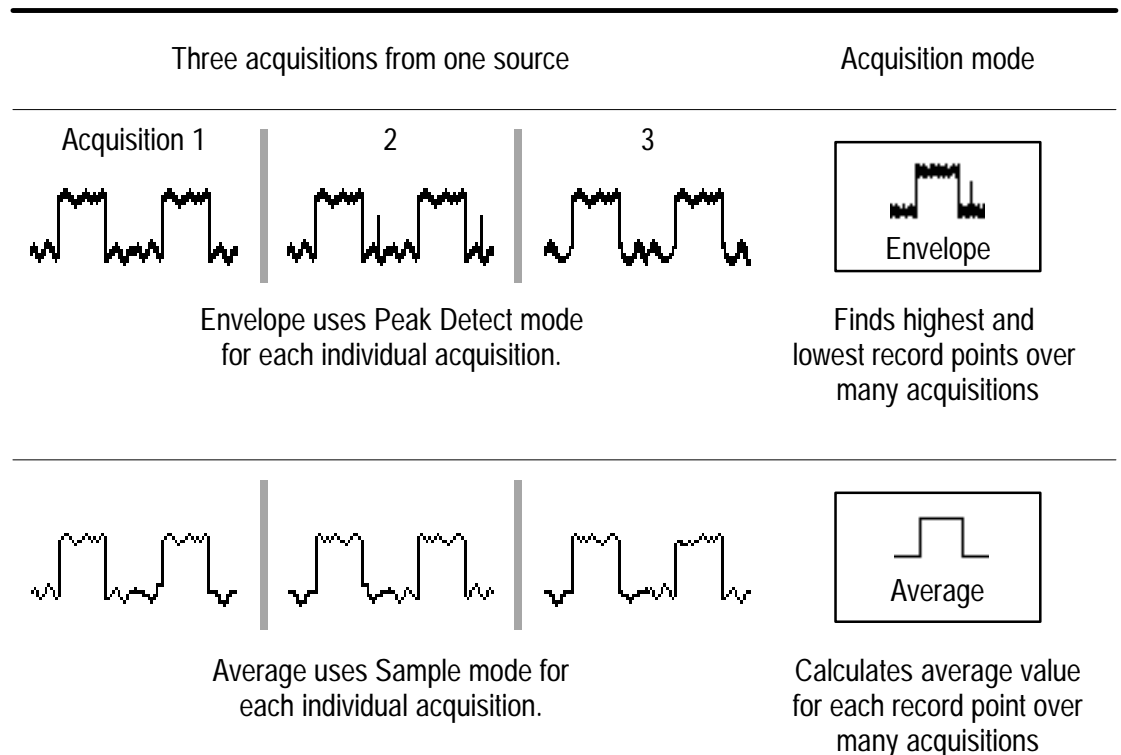 Three acquisitions from one source
Acquisition mode
Acquisition 1
2
3
Envelope
Envelope uses Peak Detect mode
for each individual acquisition.
Finds highest and
lowest record points over
many acquisitions
Average
Average uses Sample mode for
each individual acquisition.
Calculates average value
for each record point over
many acquisitions